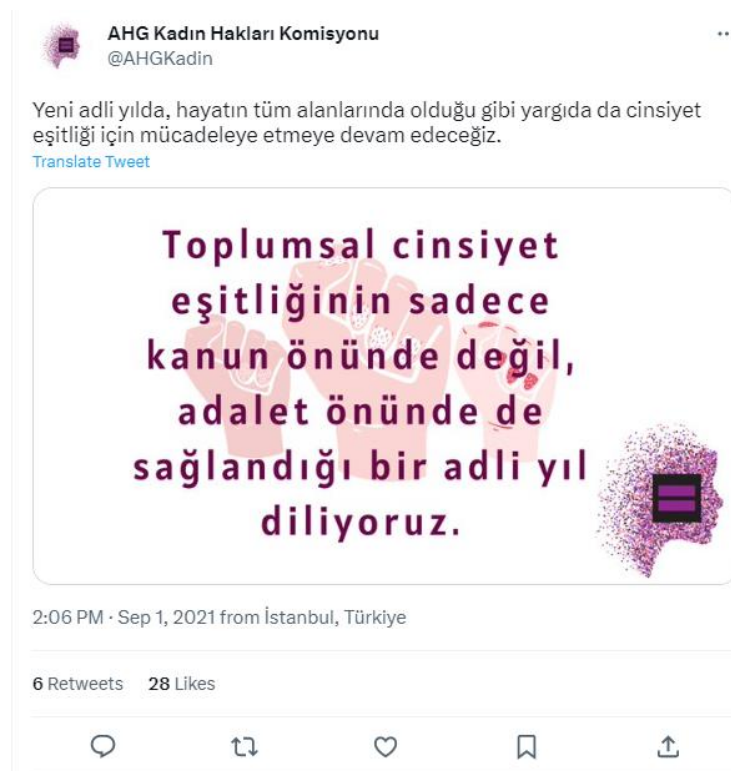 AHG Kadın Hakları Komisyonu
@AHGKadin
Yeni adli yılda, hayatın tüm alanlarında olduğu gibi yargıda da cinsiyet
eşitliği için mücadeleye etmeye devam edeceğiz.
Translate Tweet
Toplumsal cinsiyet
eşitliğinin sadece
kanun önünde değil,
adalet önünde de
sağlandığı bir adli yıl
diliyoruz.
2:06 PM · Sep 1, 2021 from İstanbul, Türkiye
6 Retweets 28 Likes